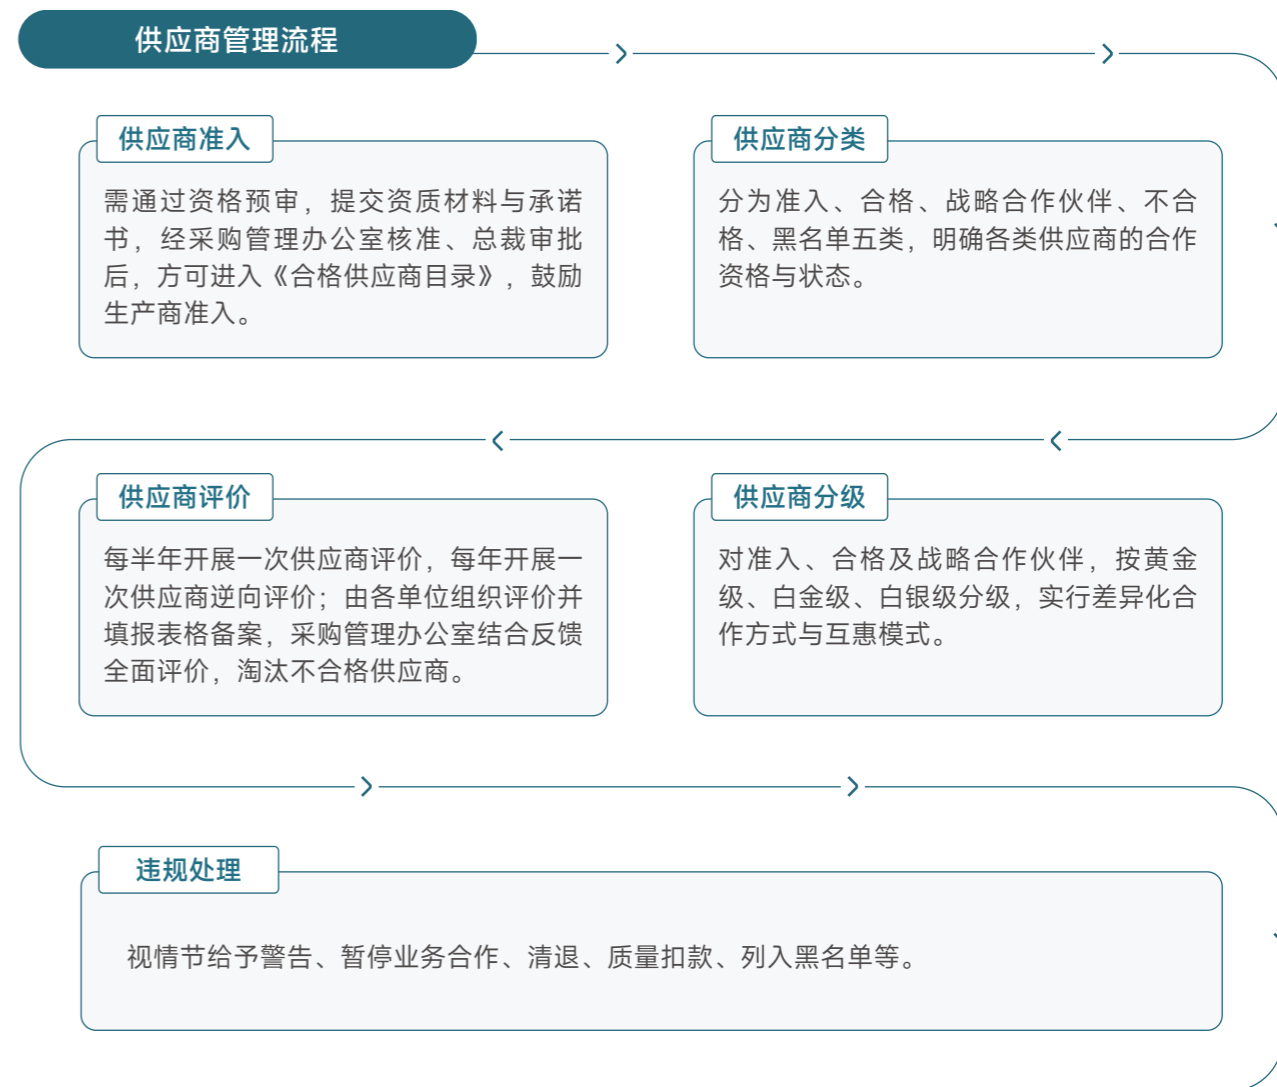 供应商管理流程
供应商准入
需通过资格预审，提交资质材料与承诺
书，经采购管理办公室核准、总裁审批
后，方可进入《合格供应商目录》，鼓励
生产商准入。
供应商分类
分为准入、合格、战略合作伙伴、不合
格、黑名单五类，明确各类供应商的合作
资格与状态。
供应商分级
对准入、合格及战略合作伙伴，按黄金
级、白金级、白银级分级，实行差异化合
作方式与互惠模式。
供应商评价
每半年开展一次供应商评价，每年开展一
次供应商逆向评价；由各单位组织评价并
填报表格备案，采购管理办公室结合反馈
全面评价，淘汰不合格供应商。
违规处理
视情节给予警告、暂停业务合作、清退、质量扣款、列入黑名单等。